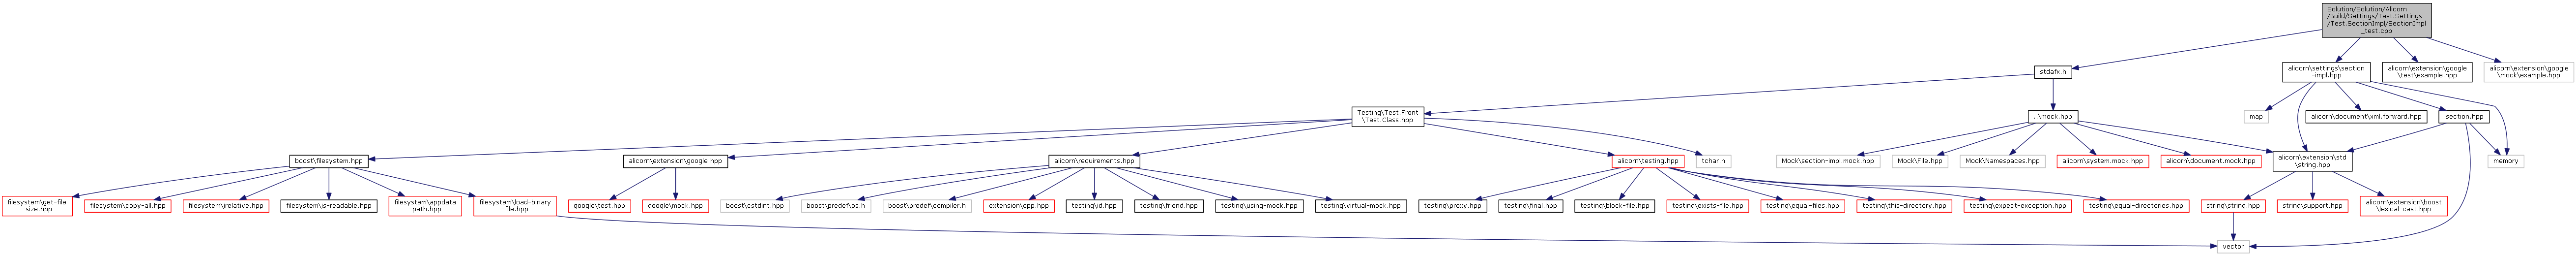 Solution/Solution/Alicorn
/Build/Settings/Test.Settings
/Test.SectionImpl/SectionImpl
_test.cpp
stdafx.h
alicorn\settings\section
-impl.hpp
alicorn\extension\google
\test\example.hpp
alicorn\extension\google
\mock\example.hpp
Testing\Test.Front
\Test.Class.hpp
..\mock.hpp
map
alicorn\document\xml.forward.hpp
isection.hpp
boost\filesystem.hpp
alicorn\extension\google.hpp
alicorn\requirements.hpp
alicorn\testing.hpp
tchar.h
Mock\section-impl.mock.hpp
Mock\File.hpp
Mock\Namespaces.hpp
alicorn\system.mock.hpp
alicorn\document.mock.hpp
alicorn\extension\std
\string.hpp
memory
filesystem\get-file
-size.hpp
filesystem\copy-all.hpp
filesystem\relative.hpp
filesystem\is-readable.hpp
filesystem\appdata
-path.hpp
filesystem\load-binary
-file.hpp
google\test.hpp
google\mock.hpp
boost\cstdint.hpp
boost\predef\os.h
boost\predef\compiler.h
extension\cpp.hpp
testing\id.hpp
testing\friend.hpp
testing\using-mock.hpp
testing\virtual-mock.hpp
testing\proxy.hpp
testing\final.hpp
testing\block-file.hpp
testing\exists-file.hpp
testing\equal-files.hpp
testing\this-directory.hpp
testing\expect-exception.hpp
testing\equal-directories.hpp
string\string.hpp
string\support.hpp
alicorn\extension\boost
\lexical-cast.hpp
vector